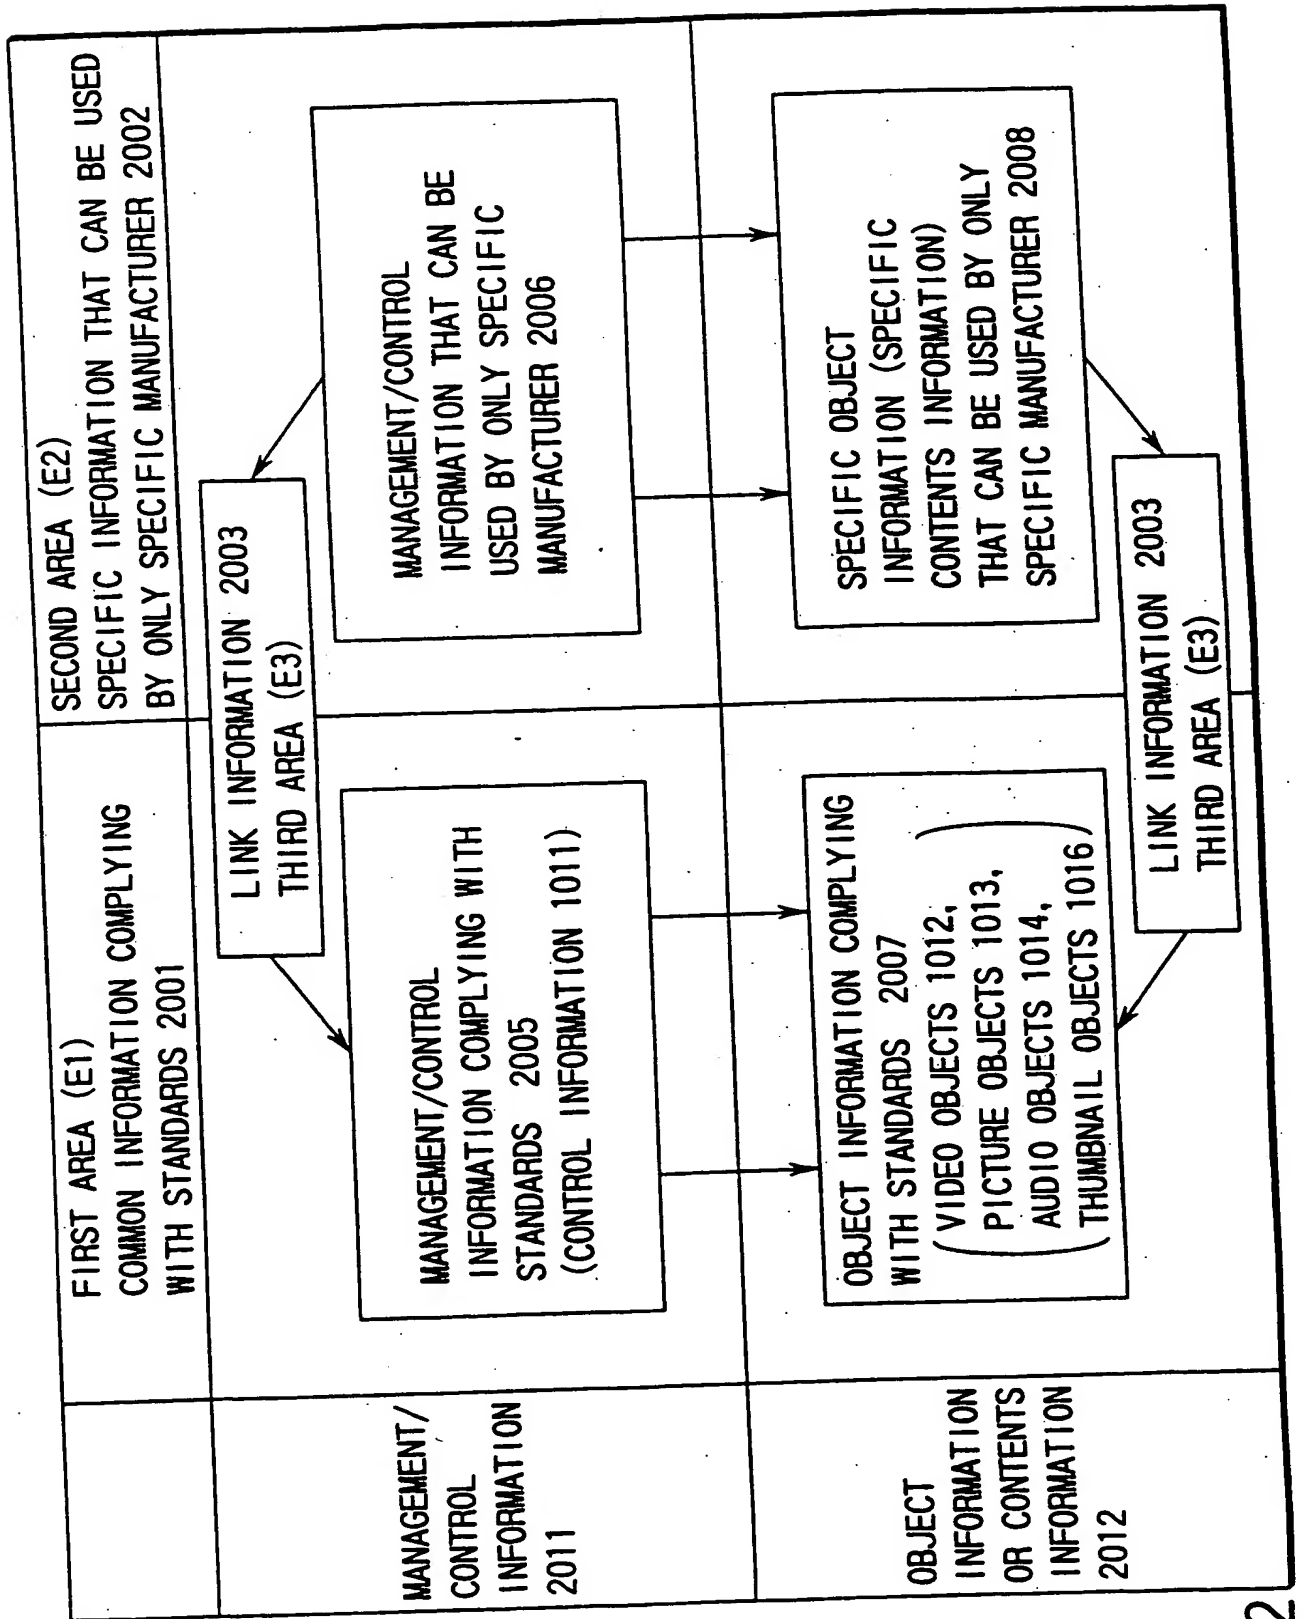 FIRST AREA (E1)
COMMON INFORMATION COMPLYING
WITH STANDARDS 2001
SECOND AREA (E2)
SPECIFIC INFORMATION THAT CAN BE USED
BY ONLY SPECIFIC MANUFACTURER 2002
MANAGEMENT/
CONTROL
INFORMATION
2011
LINK INFORMATION 2003
THIRD AREA (E3)
MANAGEMENT/CONTROL
INFORMATION COMPLYING WITH
STANDARDS 2005
(CONTROL INFORMATION 1011)
MANAGEMENT/CONTROL
INFORMATION THAT CAN BE
USED BY ONLY SPECIFIC
MANUFACTURER 2006
OBJECT
INFORMATION
OR CONTENTS
INFORMATION
2012
OBJECT INFORMATION COMPLYING
WITH STANDARDS 2007
(VIDEO OBJECTS 1012,
PICTURE OBJECTS 1013,
AUDIO OBJECTS 1014,
THUMBNAIL OBJECTS 1016)
SPECIFIC OBJECT
INFORMATION (SPECIFIC
CONTENTS INFORMATION)
THAT CAN BE USED BY ONLY
SPECIFIC MANUFACTURER 2008
LINK INFORMATION 2003
THIRD AREA (E3)
2